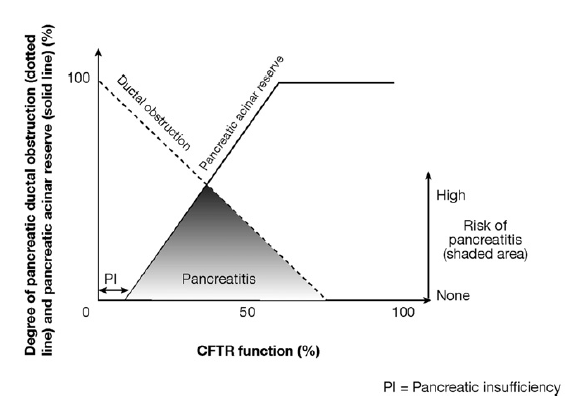 Degree of pancreatic ductal obstruction (dotted
line) and pancreatic acinar reserve (solid line) (%)
100
Ductal obstruction
Pancreatic acinar reserve
High
Risk of
pancreatitis
(shaded area)
None
PI
Pancreatitis
0
50
100
CFTR function (%)
PI = Pancreatic insufficiency